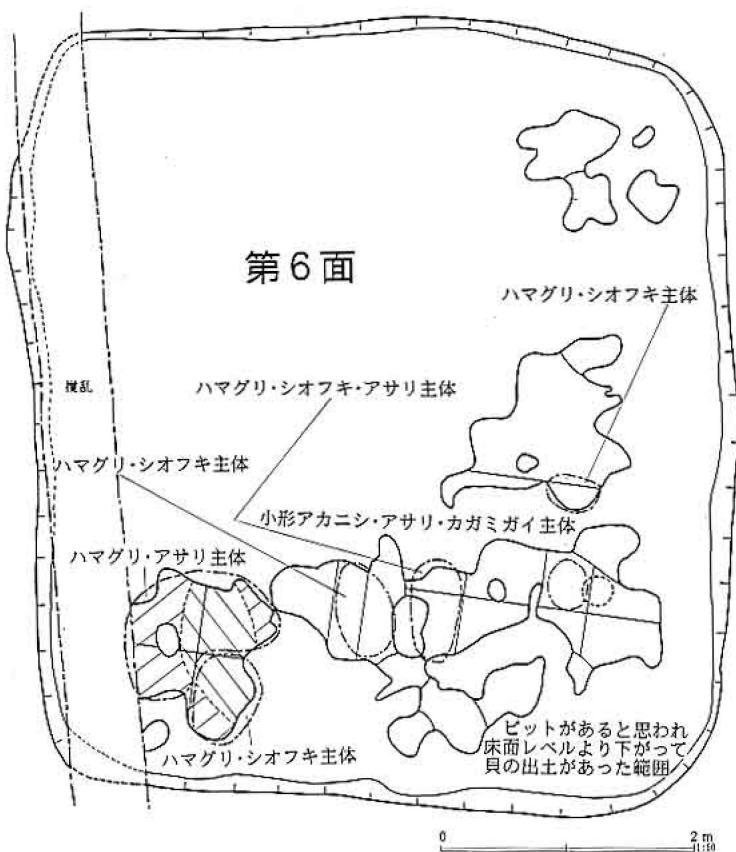 第6面
ハマグリ・シオフキ主体
攪乱
ハマグリ・シオフキ・アサリ主体
ハマグリ・シオフキ主体
小形アカニシ・アサリ・カガミガイ主体
ハマグリ・アサリ主体
ピットがあると思われ
床面レベルより下がって
貝の出土があった範囲
ハマグリ・シオフキ主体
0
2 m